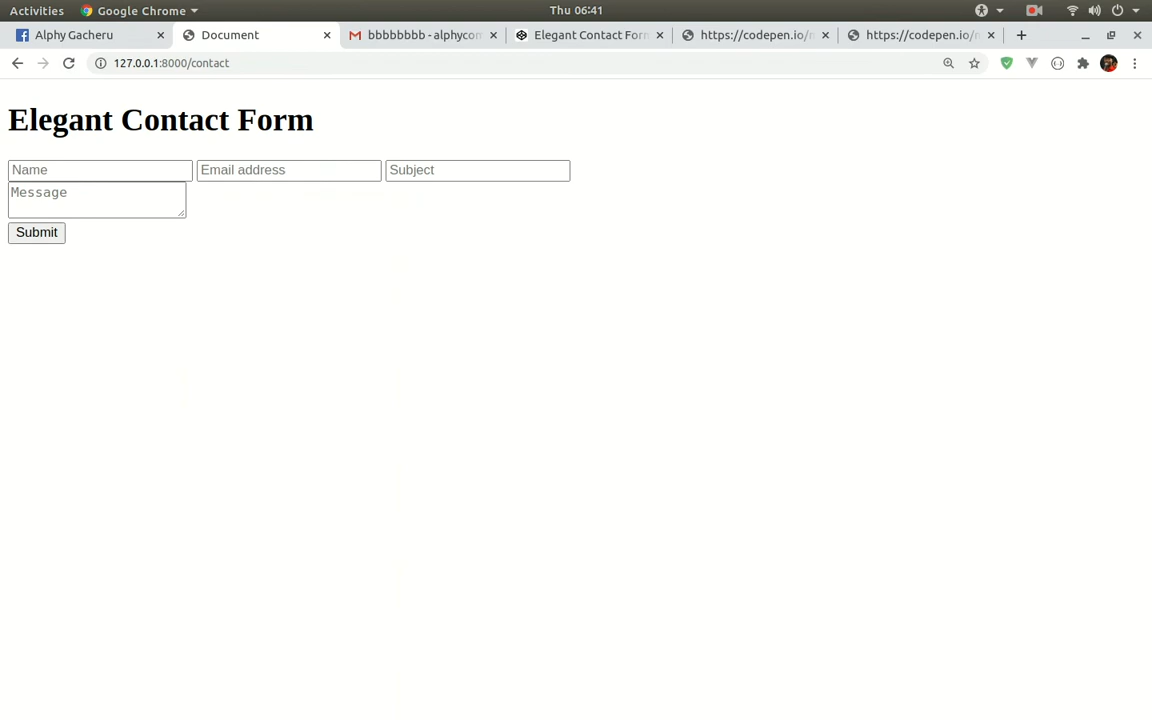 Activities Google Chrome Thu 06:41
Alphy Gacheru Document bbbbbbbb - alphycom Elegant Contact Form https://codepen.io/n https://codepen.io/n
127.0.0.1:8000/contact
Elegant Contact Form
Name Email address Subject
Message
Submit